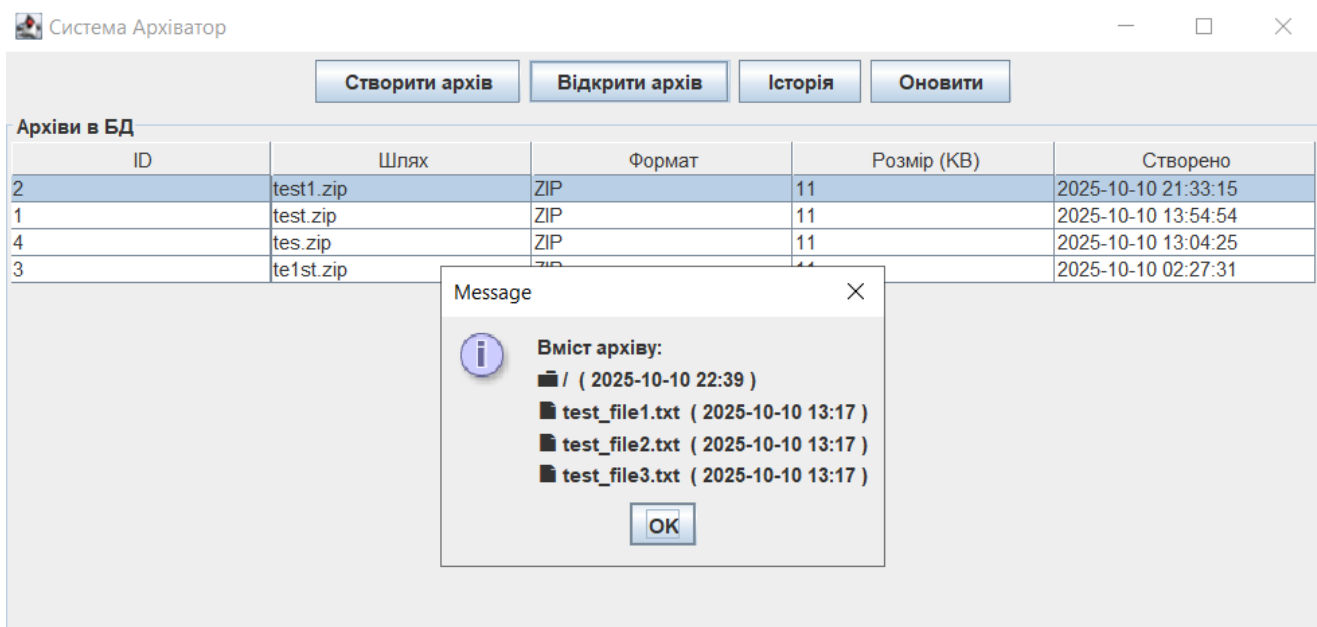 Система Архіватор
Створити архів Відкрити архів Історія Оновити
Архіви в БД
ID Шлях Формат Розмір (KB) Створено
2 test1.zip ZIP 11 2025-10-10 21:33:15
1 test.zip ZIP 11 2025-10-10 13:54:54
4 tes.zip ZIP 11 2025-10-10 13:04:25
3 te1st.zip ZIP 11 2025-10-10 02:27:31
Message
Вміст архіву:
/ ( 2025-10-10 22:39 )
test_file1.txt ( 2025-10-10 13:17 )
test_file2.txt ( 2025-10-10 13:17 )
test_file3.txt ( 2025-10-10 13:17 )
OK